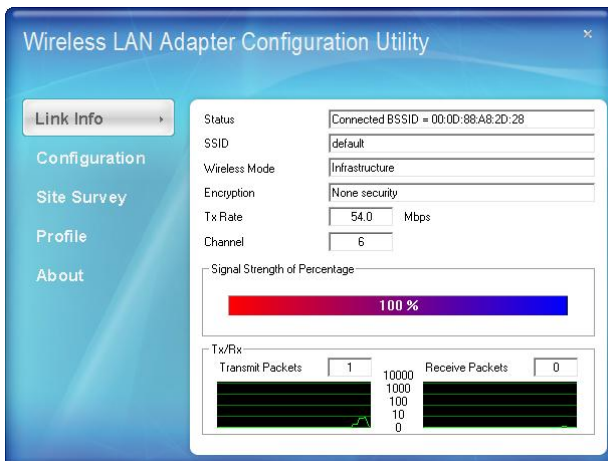 Wireless LAN Adapter Configuration Utility ×
Link Info
Configuration
Site Survey
Profile
About
Status Connected BSSID = 00:0D:88:A8:2D:28
SSID default
Wireless Mode Infrastructure
Encryption None security
Tx Rate 54.0 Mbps
Channel 6
Signal Strength of Percentage
100 %
Tx/Rx
Transmit Packets 1
Receive Packets 0
10000
1000
100
10
0